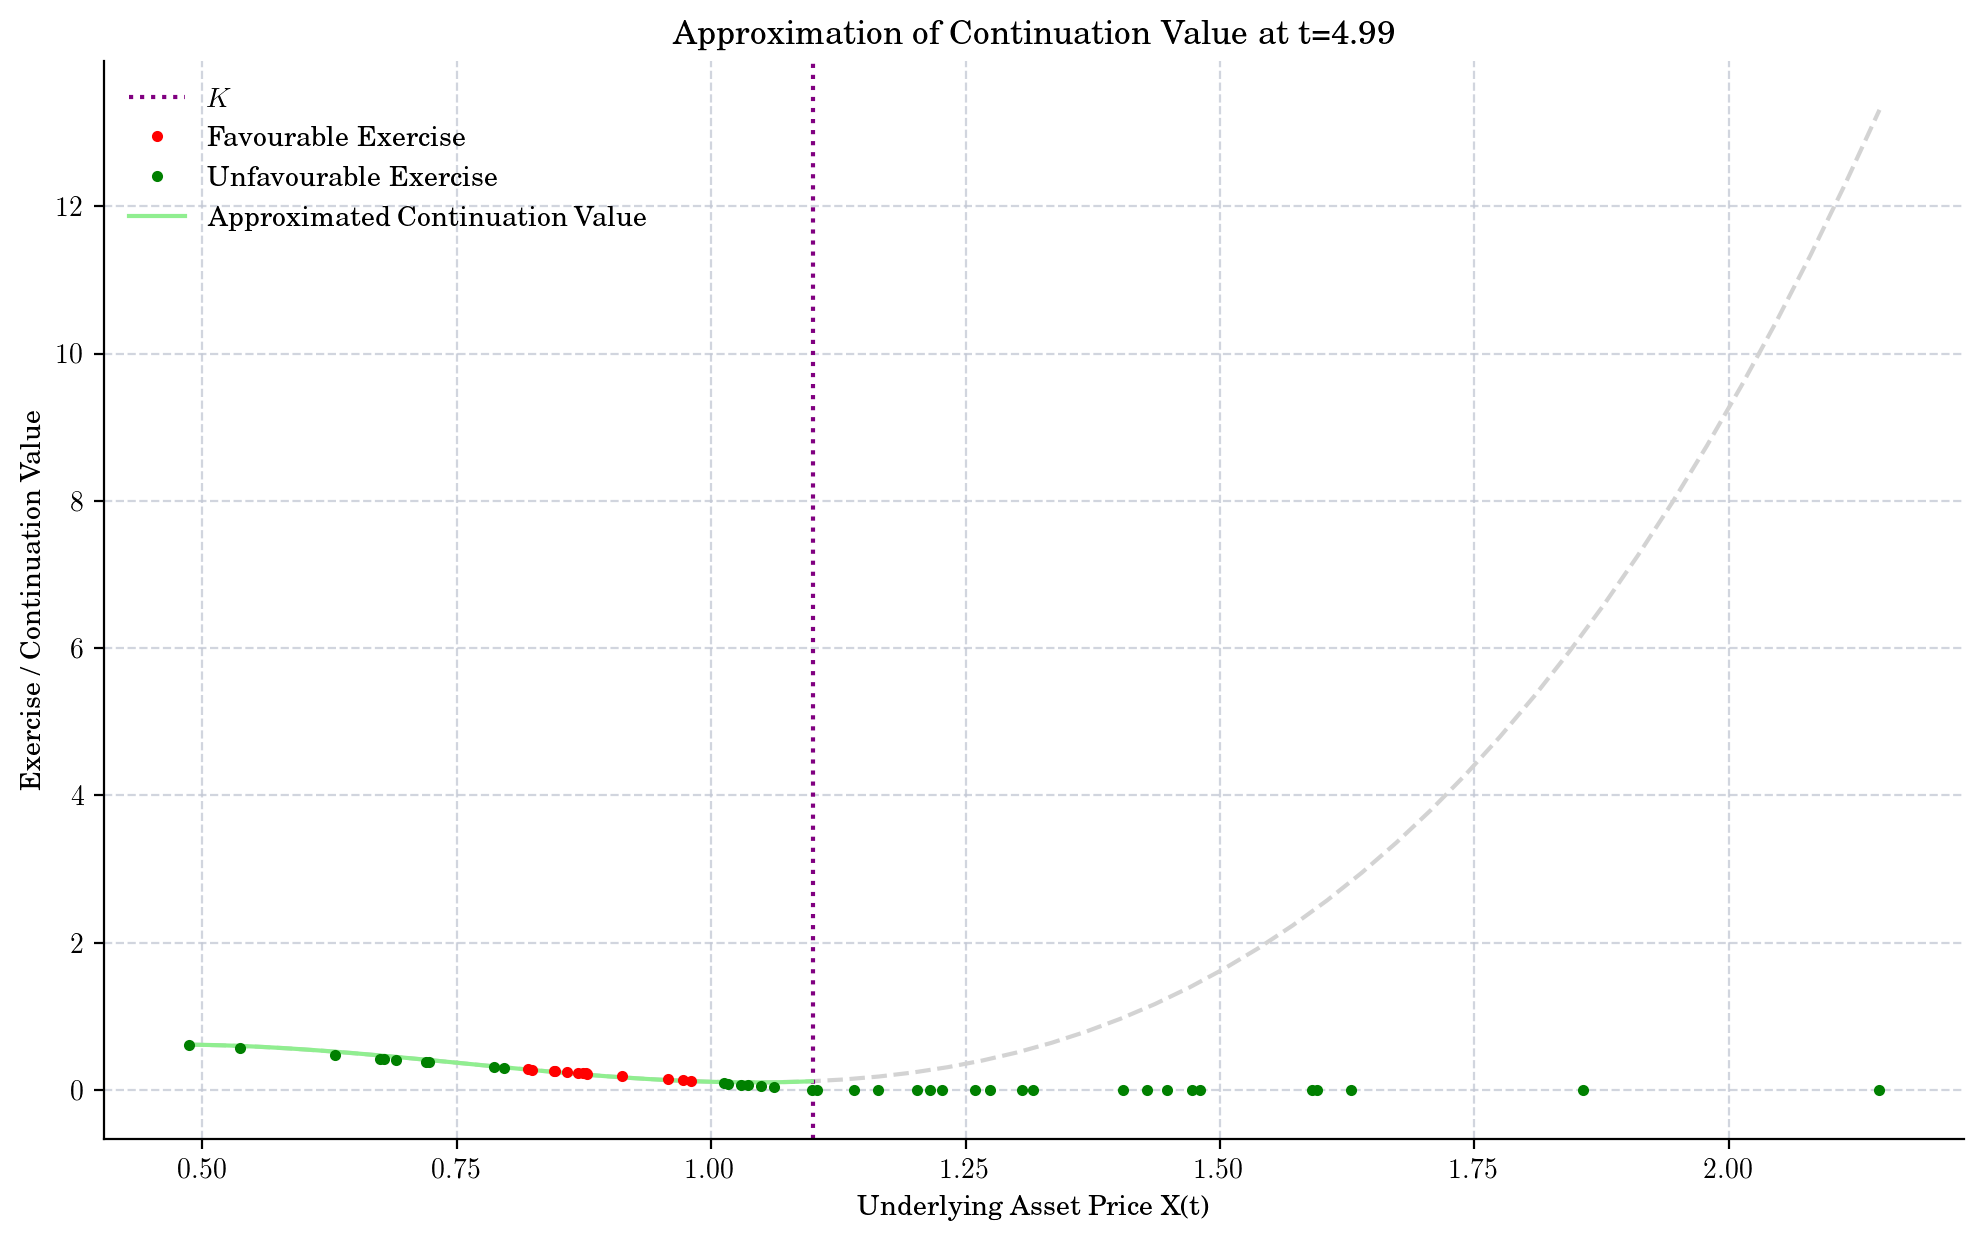 Approximation of Continuation Value at t=4.99
K
Favourable Exercise
Unfavourable Exercise
Approximated Continuation Value
Exercise / Continuation Value
12
10
8
6
4
2
0
0.50 0.75 1.00 1.25 1.50 1.75 2.00
Underlying Asset Price X(t)